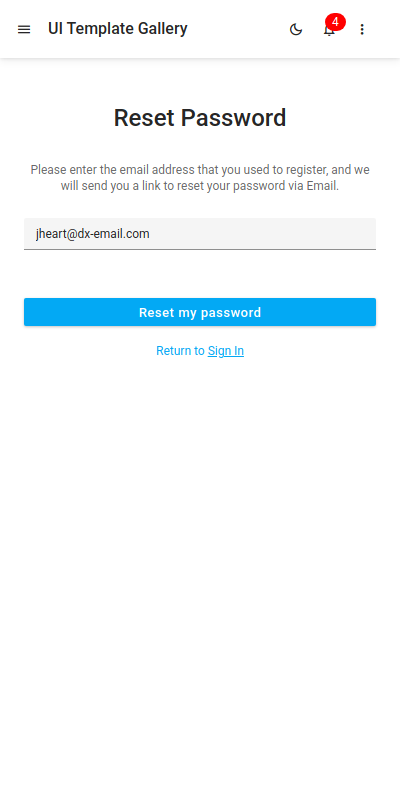 UI Template Gallery
4
Reset Password
Please enter the email address that you used to register, and we
will send you a link to reset your password via Email.
jheart@dx-email.com
Reset my password
Return to Sign In